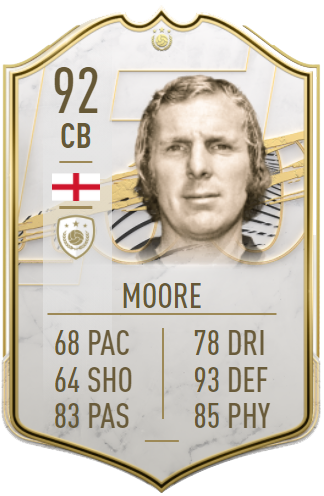 92
CB
MOORE
68 PAC 78 DRI
64 SHO 93 DEF
83 PAS 85 PHY